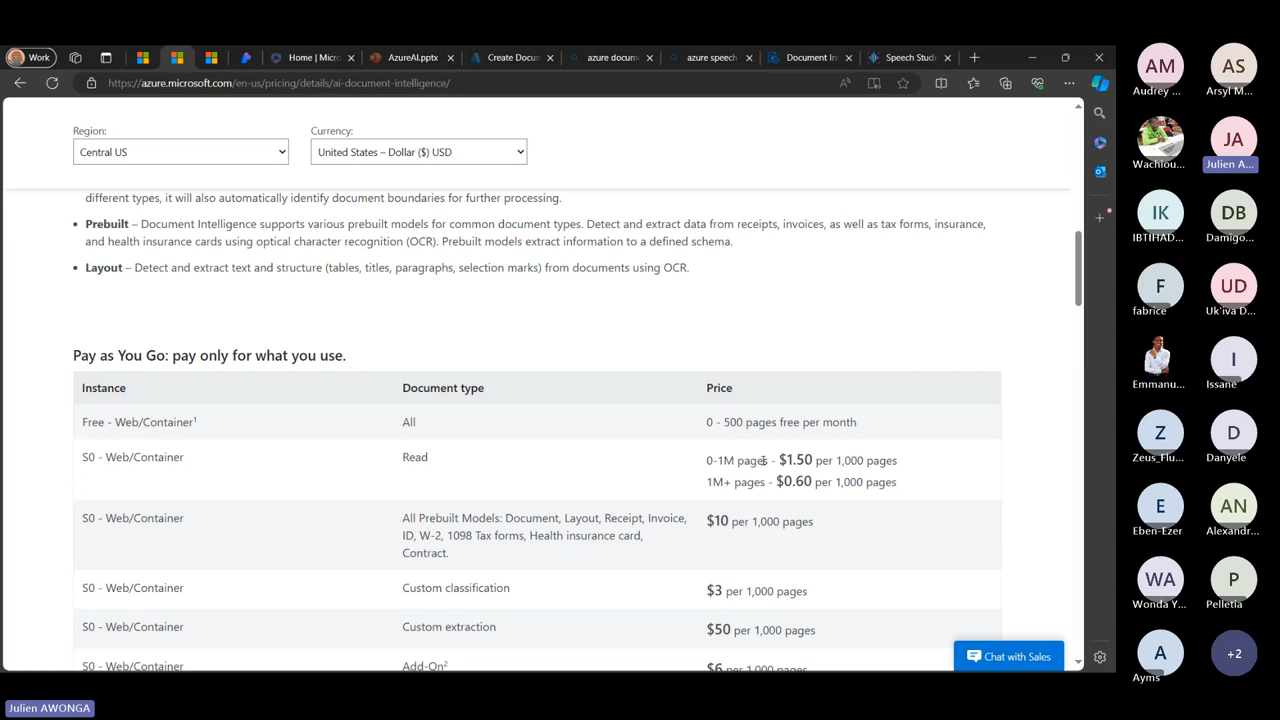 Work
Home | Micro
AzureAI.pptx
Create Docum
azure docum
azure speech
Document Int
Speech Studi
https://azure.microsoft.com/en-us/pricing/details/ai-document-intelligence/
Region:
Currency:
Central US
United States – Dollar ($) USD
different types, it will also automatically identify document boundaries for further processing.
• Prebuilt – Document Intelligence supports various prebuilt models for common document types. Detect and extract data from receipts, invoices, as well as tax forms, insurance,
and health insurance cards using optical character recognition (OCR). Prebuilt models extract information to a defined schema.
• Layout – Detect and extract text and structure (tables, titles, paragraphs, selection marks) from documents using OCR.
Pay as You Go: pay only for what you use.
Instance Document type Price
Free - Web/Container¹ All 0 - 500 pages free per month
S0 - Web/Container Read 0-1M pages - $1.50 per 1,000 pages
1M+ pages - $0.60 per 1,000 pages
S0 - Web/Container All Prebuilt Models: Document, Layout, Receipt, Invoice, $10 per 1,000 pages
ID, W-2, 1098 Tax forms, Health insurance card,
Contract.
S0 - Web/Container Custom classification $3 per 1,000 pages
S0 - Web/Container Custom extraction $50 per 1,000 pages
S0 - Web/Container Add-On² $6 per 1,000 pages
Chat with Sales
AM
Audrey ...
AS
Arsyl M...
Wachiou...
JA
Julien A...
IK
IBTIHAD...
DB
Damigo...
F
fabrice
UD
Uk'iva D...
Emmanu...
I
Issane
Z
Zeus_Flu...
D
Danyele
E
Eben-Ezer
AN
Alexandr...
WA
Wonda Y...
P
Pelletia
A
Ayms
+2
Julien AWONGA